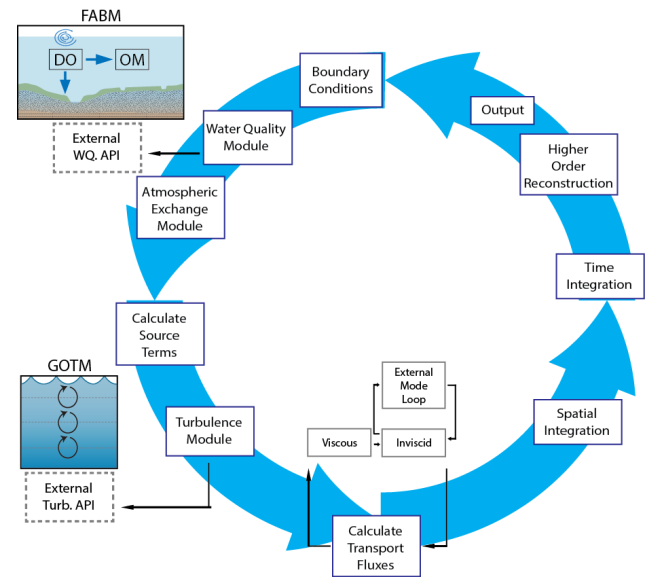 FABM
DO
OM
External
WQ. API
Boundary
Conditions
Water Quality
Module
Atmospheric
Exchange
Module
Calculate
Source
Terms
GOTM
Turbulence
Module
External
Turb. API
External
Mode
Loop
Viscous
Inviscid
Calculate
Transport
Fluxes
Spatial
Integration
Time
Integration
Higher
Order
Reconstruction
Output